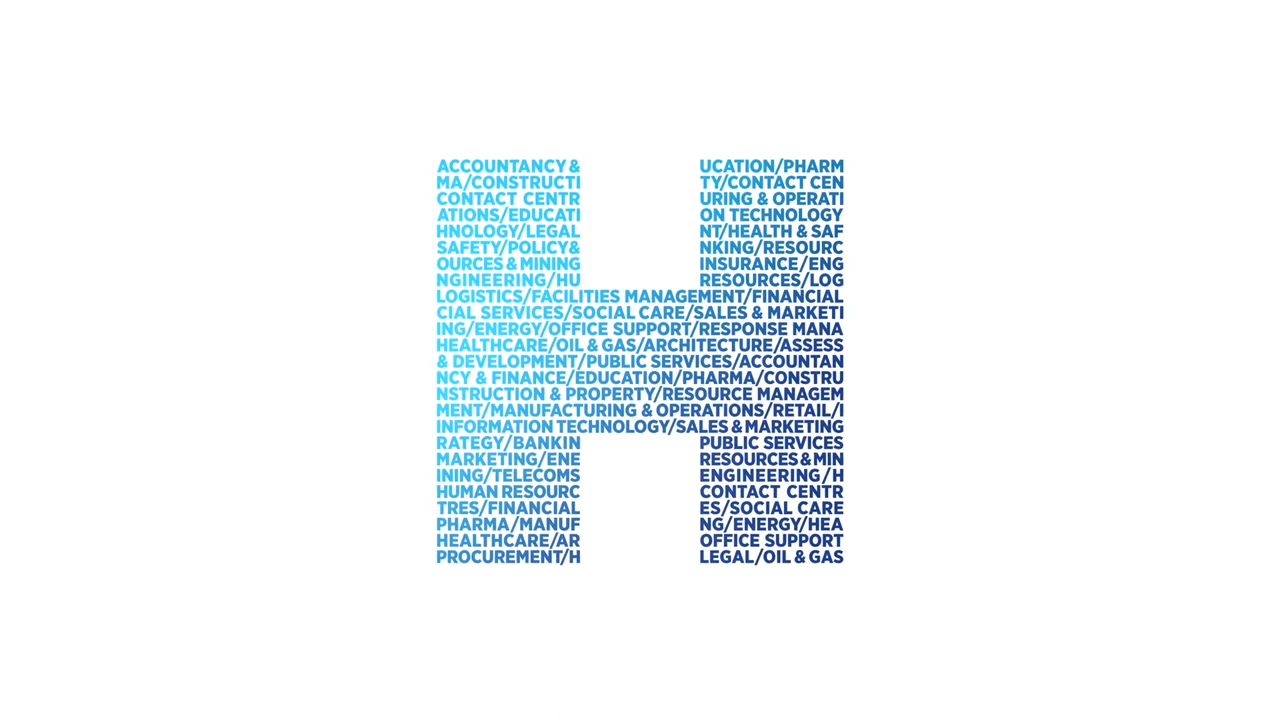 ACCOUNTANCY & UCATION/PHARM
MA/CONSTRUCTI TY/CONTACT CEN
CONTACT CENTR URING & OPERATI
ATIONS/EDUCATI ON TECHNOLOGY
HNOLOGY/LEGAL NT/HEALTH & SAF
SAFETY/POLICY& NKING/RESOURC
OURCES & MINING INSURANCE/ENG
NGINEERING/HU RESOURCES/LOG
LOGISTICS/FACILITIES MANAGEMENT/FINANCIAL
CIAL SERVICES/SOCIAL CARE/SALES & MARKETI
ING/ENERGY/OFFICE SUPPORT/RESPONSE MANA
HEALTHCARE/OIL & GAS/ARCHITECTURE/ASSESS
& DEVELOPMENT/PUBLIC SERVICES/ACCOUNTAN
NCY & FINANCE/EDUCATION/PHARMA/CONSTRU
NSTRUCTION & PROPERTY/RESOURCE MANAGEM
MENT/MANUFACTURING & OPERATIONS/RETAIL/I
INFORMATION TECHNOLOGY/SALES & MARKETING
RATEGY/BANKIN PUBLIC SERVICES
MARKETING/ENE RESOURCES & MIN
INING/TELECOMS ENGINEERING/H
HUMAN RESOURC CONTACT CENTR
TRES/FINANCIAL ES/SOCIAL CARE
PHARMA/MANUF NG/ENERGY/HEA
HEALTHCARE/AR OFFICE SUPPORT
PROCUREMENT/H LEGAL/OIL & GAS